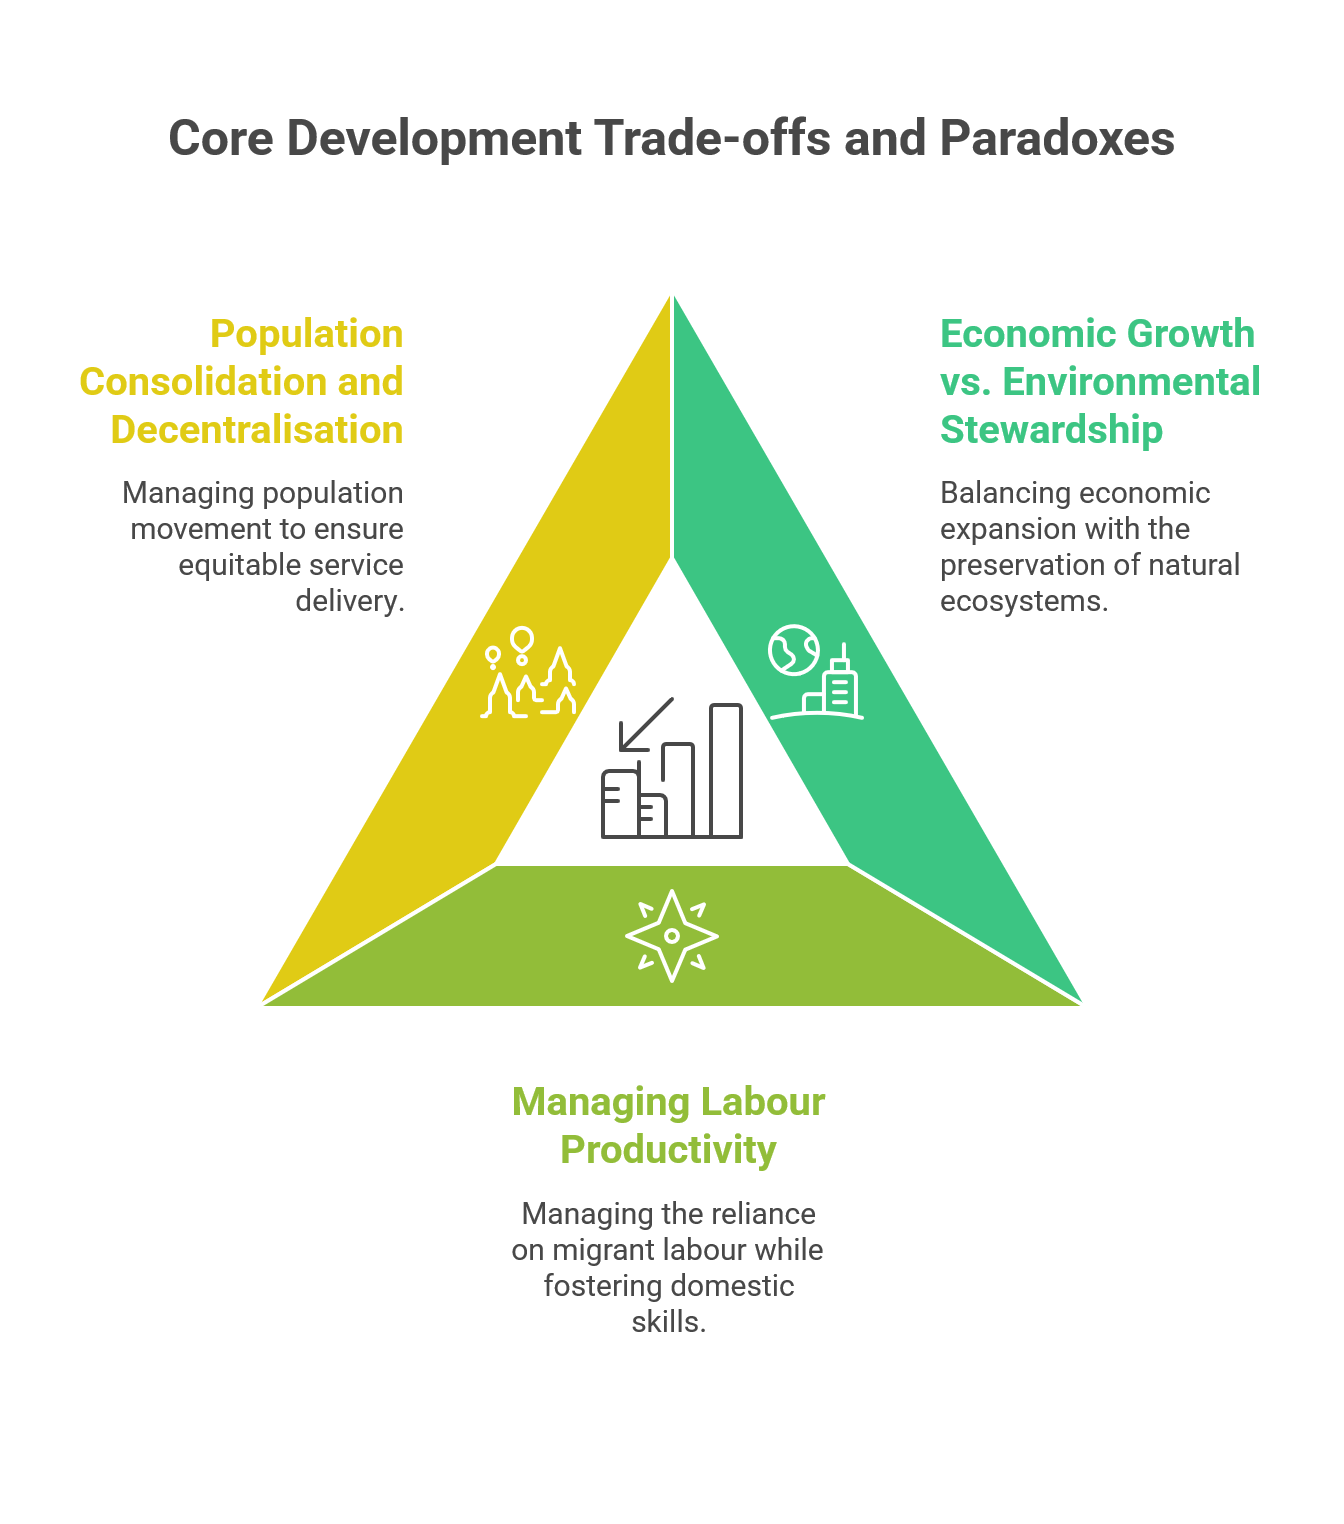 Core Development Trade-offs and Paradoxes
Population
Consolidation and
Decentralisation
Managing population
movement to ensure
equitable service
delivery.
Economic Growth
vs. Environmental
Stewardship
Balancing economic
expansion with the
preservation of natural
ecosystems.
Managing Labour
Productivity
Managing the reliance
on migrant labour while
fostering domestic
skills.